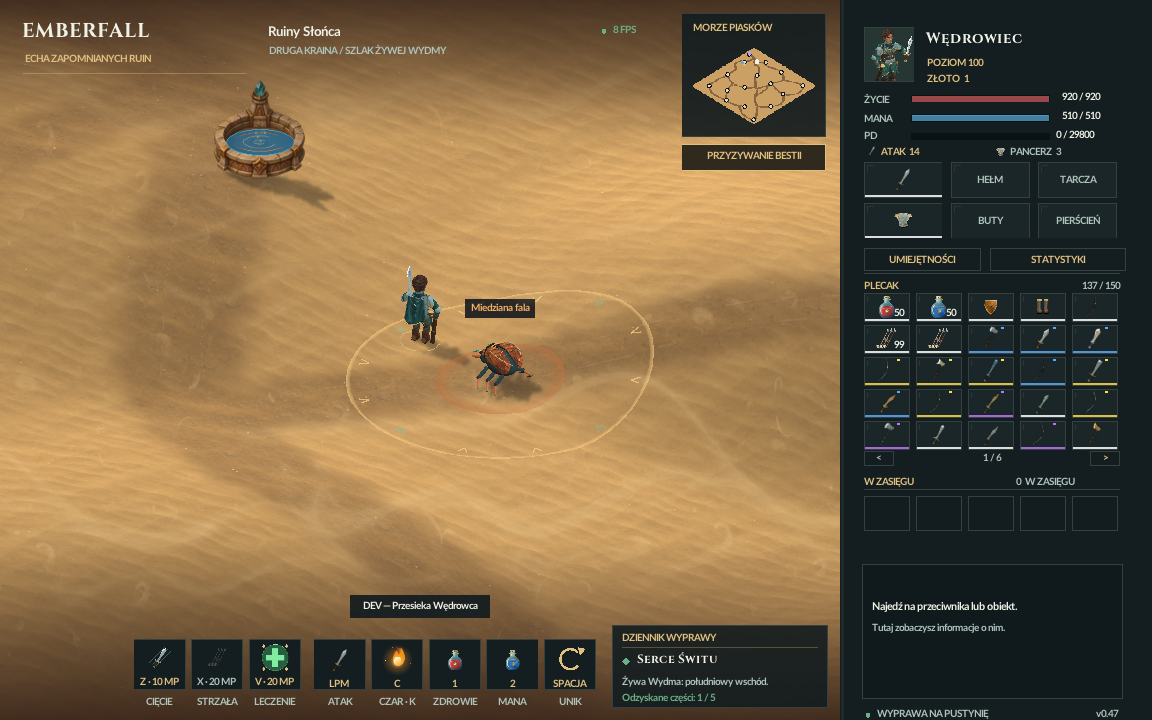 EMBERFALL
ECHA ZAPOMNIANYCH RUIN
Ruiny Słońca
DRUGA KRAINA / SZLAK ŻYWEJ WYDMY
8 FPS
MORZE PIASKÓW
PRZYZYWANIE BESTII
Miedziana fala
DEV — Przesieka Wędrowca
Z · 10 MP
X · 20 MP
V · 20 MP
LPM
C
1
2
SPACJA
CIĘCIE
STRZAŁA
LECZENIE
ATAK
CZAR · K
ZDROWIE
MANA
UNIK
DZIENNIK WYPRAWY
SERCE ŚWITU
Żywa Wydma: południowy wschód.
Odzyskane części: 1 / 5
WĘDROWIEC
POZIOM 100
ZŁOTO 1
ŻYCIE 920 / 920
MANA 510 / 510
PD 0 / 29800
ATAK 14 PANCERZ 3
HEŁM TARCZA
BUTY PIERŚCIEŃ
UMIEJĘTNOŚCI STATYSTYKI
PLECAK 137 / 150
50 50
99
< 1 / 6 >
W ZASIĘGU 0 W ZASIĘGU
Najedź na przeciwnika lub obiekt.
Tutaj zobaczysz informacje o nim.
WYPRAWA NA PUSTYNIĘ v0.47